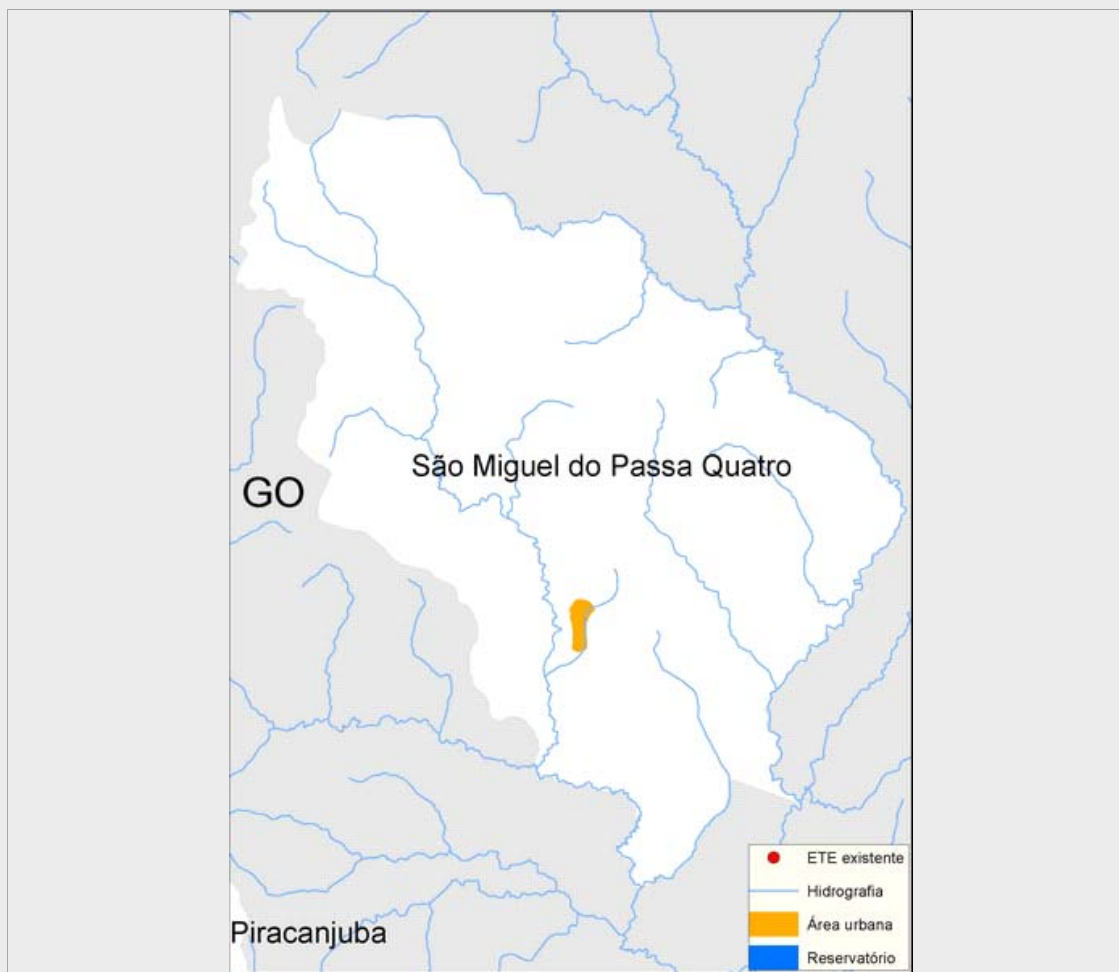 São Miguel do Passa Quatro
GO
Piracanjuba
ETE existente
Hidrografia
Área urbana
Reservatório